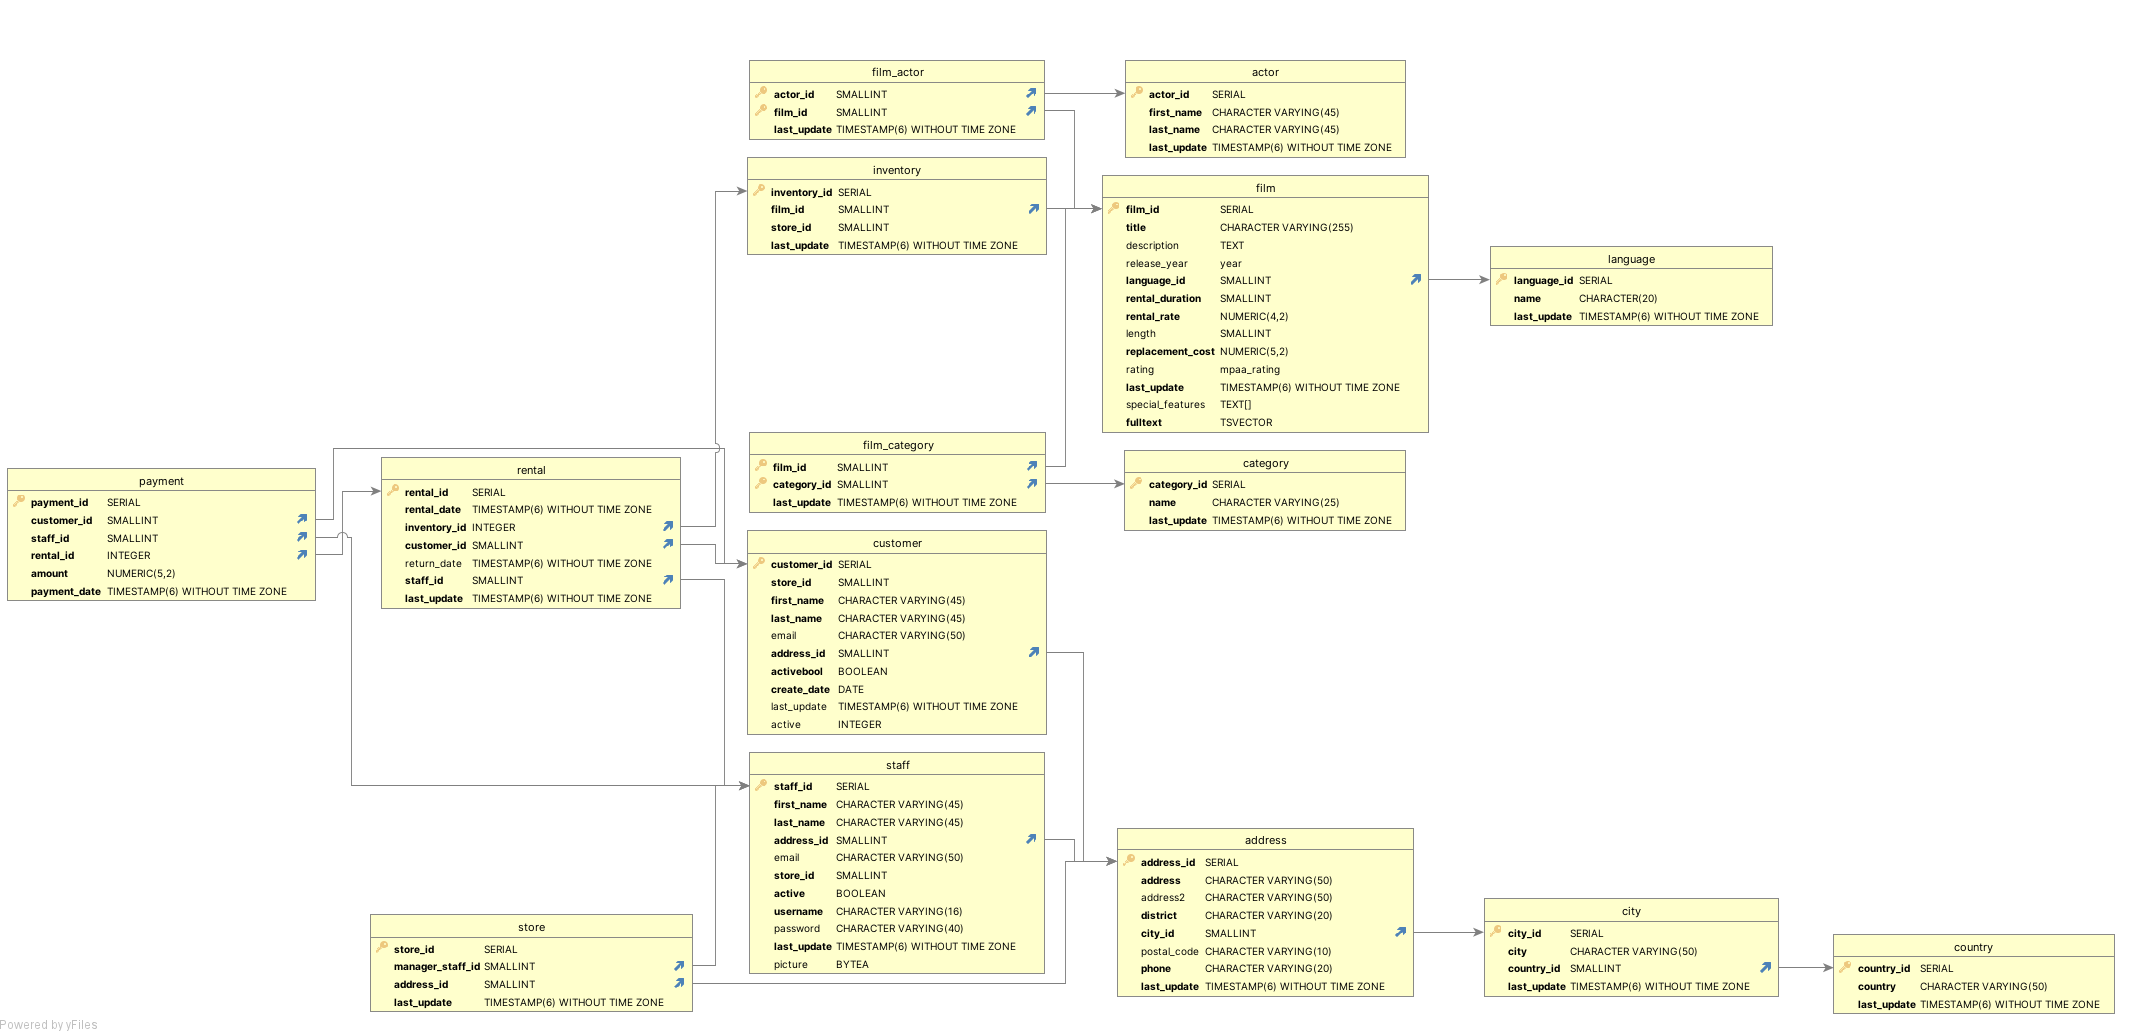 film_actor
actor_id SMALLINT
film_id SMALLINT
last_update TIMESTAMP(6) WITHOUT TIME ZONE
actor
actor_id SERIAL
first_name CHARACTER VARYING(45)
last_name CHARACTER VARYING(45)
last_update TIMESTAMP(6) WITHOUT TIME ZONE
inventory
inventory_id SERIAL
film_id SMALLINT
store_id SMALLINT
last_update TIMESTAMP(6) WITHOUT TIME ZONE
film
film_id SERIAL
title CHARACTER VARYING(255)
description TEXT
release_year year
language_id SMALLINT
rental_duration SMALLINT
rental_rate NUMERIC(4,2)
length SMALLINT
replacement_cost NUMERIC(5,2)
rating mpaa_rating
last_update TIMESTAMP(6) WITHOUT TIME ZONE
special_features TEXT[]
fulltext TSVECTOR
language
language_id SERIAL
name CHARACTER(20)
last_update TIMESTAMP(6) WITHOUT TIME ZONE
film_category
film_id SMALLINT
category_id SMALLINT
last_update TIMESTAMP(6) WITHOUT TIME ZONE
category
category_id SERIAL
name CHARACTER VARYING(25)
last_update TIMESTAMP(6) WITHOUT TIME ZONE
payment
payment_id SERIAL
customer_id SMALLINT
staff_id SMALLINT
rental_id INTEGER
amount NUMERIC(5,2)
payment_date TIMESTAMP(6) WITHOUT TIME ZONE
rental
rental_id SERIAL
rental_date TIMESTAMP(6) WITHOUT TIME ZONE
inventory_id INTEGER
customer_id SMALLINT
return_date TIMESTAMP(6) WITHOUT TIME ZONE
staff_id SMALLINT
last_update TIMESTAMP(6) WITHOUT TIME ZONE
customer
customer_id SERIAL
store_id SMALLINT
first_name CHARACTER VARYING(45)
last_name CHARACTER VARYING(45)
email CHARACTER VARYING(50)
address_id SMALLINT
activebool BOOLEAN
create_date DATE
last_update TIMESTAMP(6) WITHOUT TIME ZONE
active INTEGER
staff
staff_id SERIAL
first_name CHARACTER VARYING(45)
last_name CHARACTER VARYING(45)
address_id SMALLINT
email CHARACTER VARYING(50)
store_id SMALLINT
active BOOLEAN
username CHARACTER VARYING(16)
password CHARACTER VARYING(40)
last_update TIMESTAMP(6) WITHOUT TIME ZONE
picture BYTEA
store
store_id SERIAL
manager_staff_id SMALLINT
address_id SMALLINT
last_update TIMESTAMP(6) WITHOUT TIME ZONE
address
address_id SERIAL
address CHARACTER VARYING(50)
address2 CHARACTER VARYING(50)
district CHARACTER VARYING(20)
city_id SMALLINT
postal_code CHARACTER VARYING(10)
phone CHARACTER VARYING(20)
last_update TIMESTAMP(6) WITHOUT TIME ZONE
city
city_id SERIAL
city CHARACTER VARYING(50)
country_id SMALLINT
last_update TIMESTAMP(6) WITHOUT TIME ZONE
country
country_id SERIAL
country CHARACTER VARYING(50)
last_update TIMESTAMP(6) WITHOUT TIME ZONE
Powered by yFiles